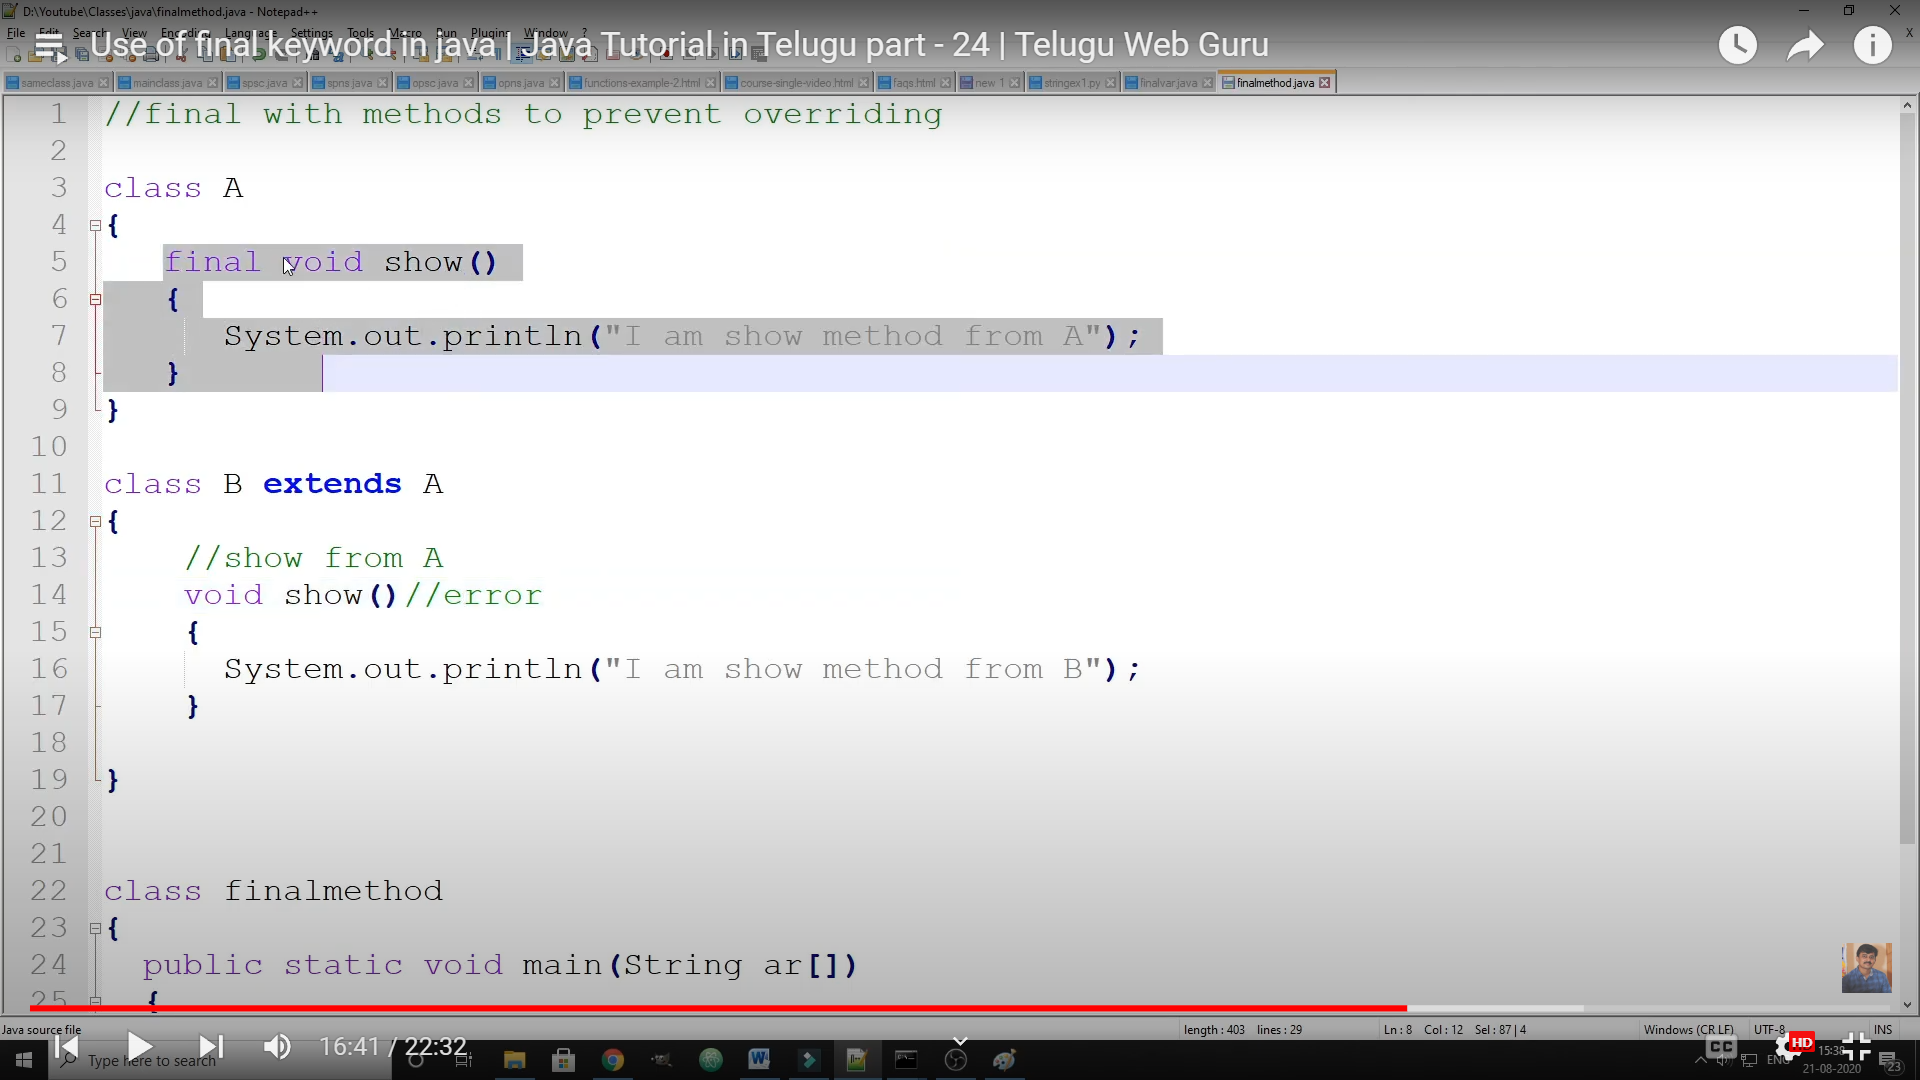 D:\Youtube\Classes\java\finalmethod.java - Notepad++
File Edit Search View Encoding Language Settings Tools Macro Run Plugins Window ?
Use of final keyword in java | Java Tutorial in Telugu part - 24 | Telugu Web Guru
sameclass.java mainclass.java spsc.java spns.java opsc.java opns.java functions-example-2.html course-single-video.html faqs.html new 1 stringex1.py finalvar.java finalmethod.java
1 //final with methods to prevent overriding
2
3 class A
4 {
5 final void show()
6 {
7 System.out.println("I am show method from A");
8 }
9 }
10
11 class B extends A
12 {
13 //show from A
14 void show()//error
15 {
16 System.out.println("I am show method from B");
17 }
18
19 }
20
21
22 class finalmethod
23 {
24 public static void main(String ar[])
25 {
Java source file length : 403 lines : 29 Ln : 8 Col : 12 Sel : 87 | 4 Windows (CR LF) UTF-8 INS
16:41 / 22:32
CC HD
Type here to search
ENG
15:38
21-08-2020
23